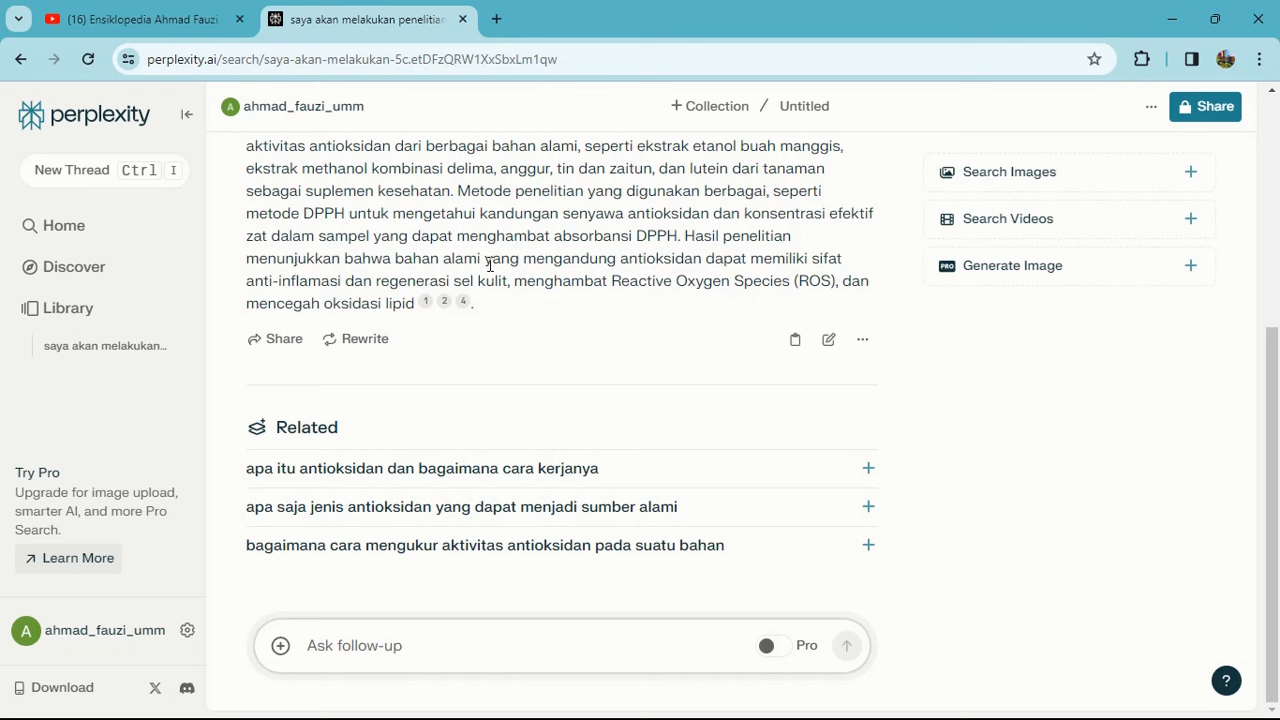 (16) Ensiklopedia Ahmad Fauzi
saya akan melakukan penelitian
perplexity.ai/search/saya-akan-melakukan-5c.etDFzQRW1XxSbxLm1qw
perplexity
New Thread Ctrl I
Home
Discover
Library
saya akan melakukan...
Try Pro
Upgrade for image upload,
smarter AI, and more Pro
Search.
Learn More
A ahmad_fauzi_umm
Download
A ahmad_fauzi_umm
+ Collection / Untitled
Share
aktivitas antioksidan dari berbagai bahan alami, seperti ekstrak etanol buah manggis,
ekstrak methanol kombinasi delima, anggur, tin dan zaitun, dan lutein dari tanaman
sebagai suplemen kesehatan. Metode penelitian yang digunakan berbagai, seperti
metode DPPH untuk mengetahui kandungan senyawa antioksidan dan konsentrasi efektif
zat dalam sampel yang dapat menghambat absorbansi DPPH. Hasil penelitian
menunjukkan bahwa bahan alami yang mengandung antioksidan dapat memiliki sifat
anti-inflamasi dan regenerasi sel kulit, menghambat Reactive Oxygen Species (ROS), dan
mencegah oksidasi lipid 1 2 4 .
Share Rewrite
Related
apa itu antioksidan dan bagaimana cara kerjanya
apa saja jenis antioksidan yang dapat menjadi sumber alami
bagaimana cara mengukur aktivitas antioksidan pada suatu bahan
Ask follow-up
Pro
Search Images
Search Videos
PRO Generate Image
?